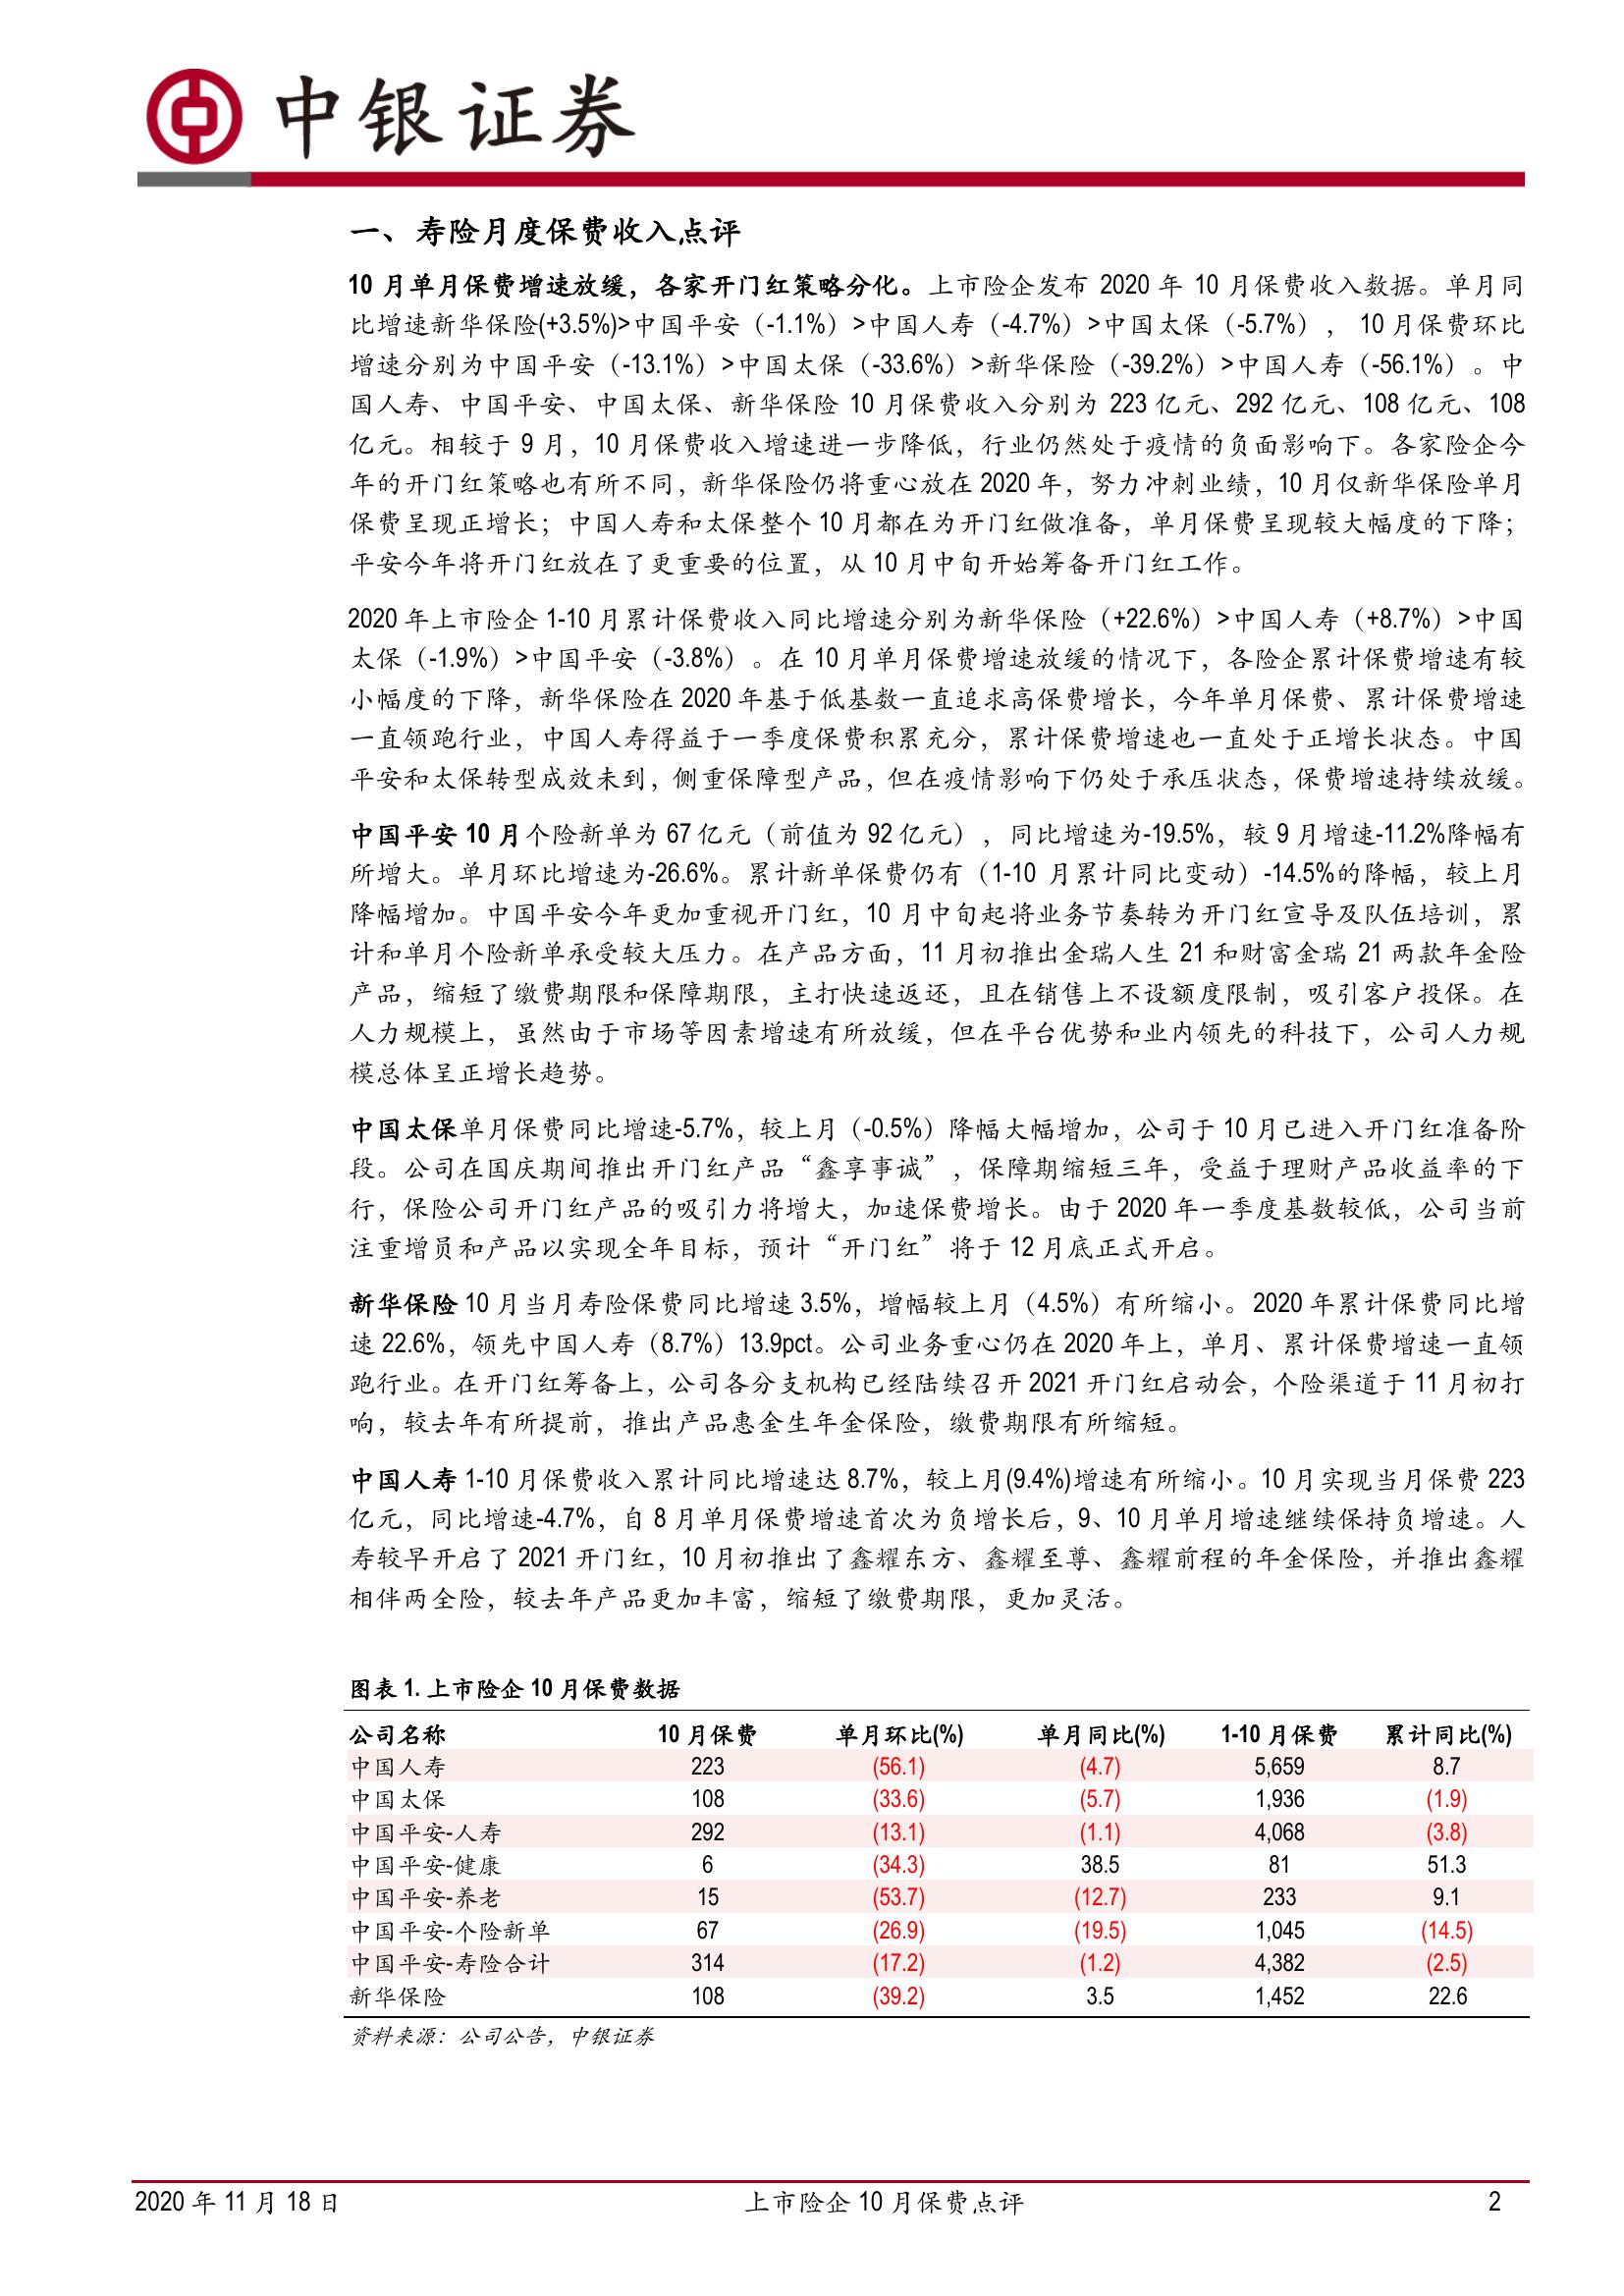 中银证券
一、寿险月度保费收入点评
10 月单月保费增速放缓，各家开门红策略分化。上市险企发布 2020 年 10 月保费收入数据。单月同
比增速新华保险(+3.5%)>中国平安（-1.1%）>中国人寿（-4.7%）>中国太保（-5.7%）， 10 月保费环比
增速分别为中国平安（-13.1%）>中国太保（-33.6%）>新华保险（-39.2%）>中国人寿（-56.1%）。中
国人寿、中国平安、中国太保、新华保险 10 月保费收入分别为 223 亿元、292 亿元、108 亿元、108
亿元。相较于 9 月，10 月保费收入增速进一步降低，行业仍然处于疫情的负面影响下。各家险企今
年的开门红策略也有所不同，新华保险仍将重心放在 2020 年，努力冲刺业绩，10 月仅新华保险单月
保费呈现正增长；中国人寿和太保整个 10 月都在为开门红做准备，单月保费呈现较大幅度的下降；
平安今年将开门红放在了更重要的位置，从 10 月中旬开始筹备开门红工作。
2020 年上市险企 1-10 月累计保费收入同比增速分别为新华保险（+22.6%）>中国人寿（+8.7%）>中国
太保（-1.9%）>中国平安（-3.8%）。在 10 月单月保费增速放缓的情况下，各险企累计保费增速有较
小幅度的下降，新华保险在 2020 年基于低基数一直追求高保费增长，今年单月保费、累计保费增速
一直领跑行业，中国人寿得益于一季度保费积累充分，累计保费增速也一直处于正增长状态。中国
平安和太保转型成效未到，侧重保障型产品，但在疫情影响下仍处于承压状态，保费增速持续放缓。
中国平安 10 月个险新单为 67 亿元（前值为 92 亿元），同比增速为-19.5%，较 9 月增速-11.2%降幅有
所增大。单月环比增速为-26.6%。累计新单保费仍有（1-10 月累计同比变动）-14.5%的降幅，较上月
降幅增加。中国平安今年更加重视开门红，10 月中旬起将业务节奏转为开门红宣导及队伍培训，累
计和单月个险新单承受较大压力。在产品方面，11 月初推出金瑞人生 21 和财富金瑞 21 两款年金险
产品，缩短了缴费期限和保障期限，主打快速返还，且在销售上不设额度限制，吸引客户投保。在
人力规模上，虽然由于市场等因素增速有所放缓，但在平台优势和业内领先的科技下，公司人力规
模总体呈正增长趋势。
中国太保单月保费同比增速-5.7%，较上月（-0.5%）降幅大幅增加，公司于 10 月已进入开门红准备阶
段。公司在国庆期间推出开门红产品“鑫享事诚”，保障期缩短三年，受益于理财产品收益率的下
行，保险公司开门红产品的吸引力将增大，加速保费增长。由于 2020 年一季度基数较低，公司当前
注重增员和产品以实现全年目标，预计“开门红”将于 12 月底正式开启。
新华保险 10 月当月寿险保费同比增速 3.5%，增幅较上月（4.5%）有所缩小。2020 年累计保费同比增
速 22.6%，领先中国人寿（8.7%）13.9pct。公司业务重心仍在 2020 年上，单月、累计保费增速一直领
跑行业。在开门红筹备上，公司各分支机构已经陆续召开 2021 开门红启动会，个险渠道于 11 月初打
响，较去年有所提前，推出产品惠金生年金保险，缴费期限有所缩短。
中国人寿 1-10 月保费收入累计同比增速达 8.7%，较上月(9.4%)增速有所缩小。10 月实现当月保费 223
亿元，同比增速-4.7%，自 8 月单月保费增速首次为负增长后，9、10 月单月增速继续保持负增速。人
寿较早开启了 2021 开门红，10 月初推出了鑫耀东方、鑫耀至尊、鑫耀前程的年金保险，并推出鑫耀
相伴两全险，较去年产品更加丰富，缩短了缴费期限，更加灵活。
图表 1. 上市险企 10 月保费数据
公司名称 10 月保费 单月环比(%) 单月同比(%) 1-10 月保费 累计同比(%)
中国人寿 223 (56.1) (4.7) 5,659 8.7
中国太保 108 (33.6) (5.7) 1,936 (1.9)
中国平安-人寿 292 (13.1) (1.1) 4,068 (3.8)
中国平安-健康 6 (34.3) 38.5 81 51.3
中国平安-养老 15 (53.7) (12.7) 233 9.1
中国平安-个险新单 67 (26.9) (19.5) 1,045 (14.5)
中国平安-寿险合计 314 (17.2) (1.2) 4,382 (2.5)
新华保险 108 (39.2) 3.5 1,452 22.6
资料来源：公司公告，中银证券
2020 年 11 月 18 日 上市险企 10 月保费点评 2